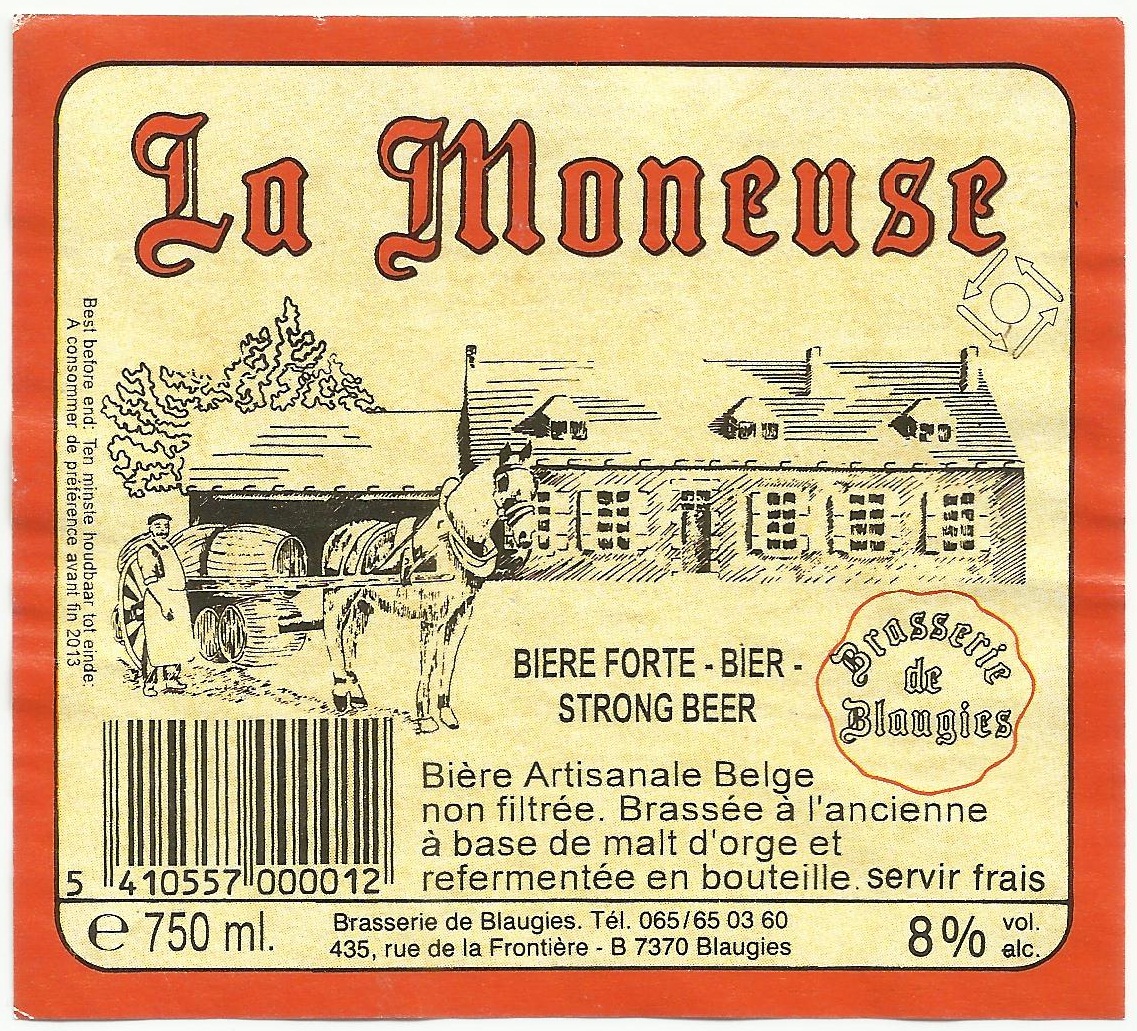 La Moneuse
Best before end: Ten minste houdbaar tot einde:
A consommer de préférence avant fin 2013
BIERE FORTE - BIER -
STRONG BEER
Brasserie
de
Blaugies
Bière Artisanale Belge
non filtrée. Brassée à l'ancienne
à base de malt d'orge et
refermentée en bouteille. servir frais
5 410557 000012
℮ 750 ml.
Brasserie de Blaugies. Tél. 065/65 03 60
435, rue de la Frontière - B 7370 Blaugies
8% vol. alc.